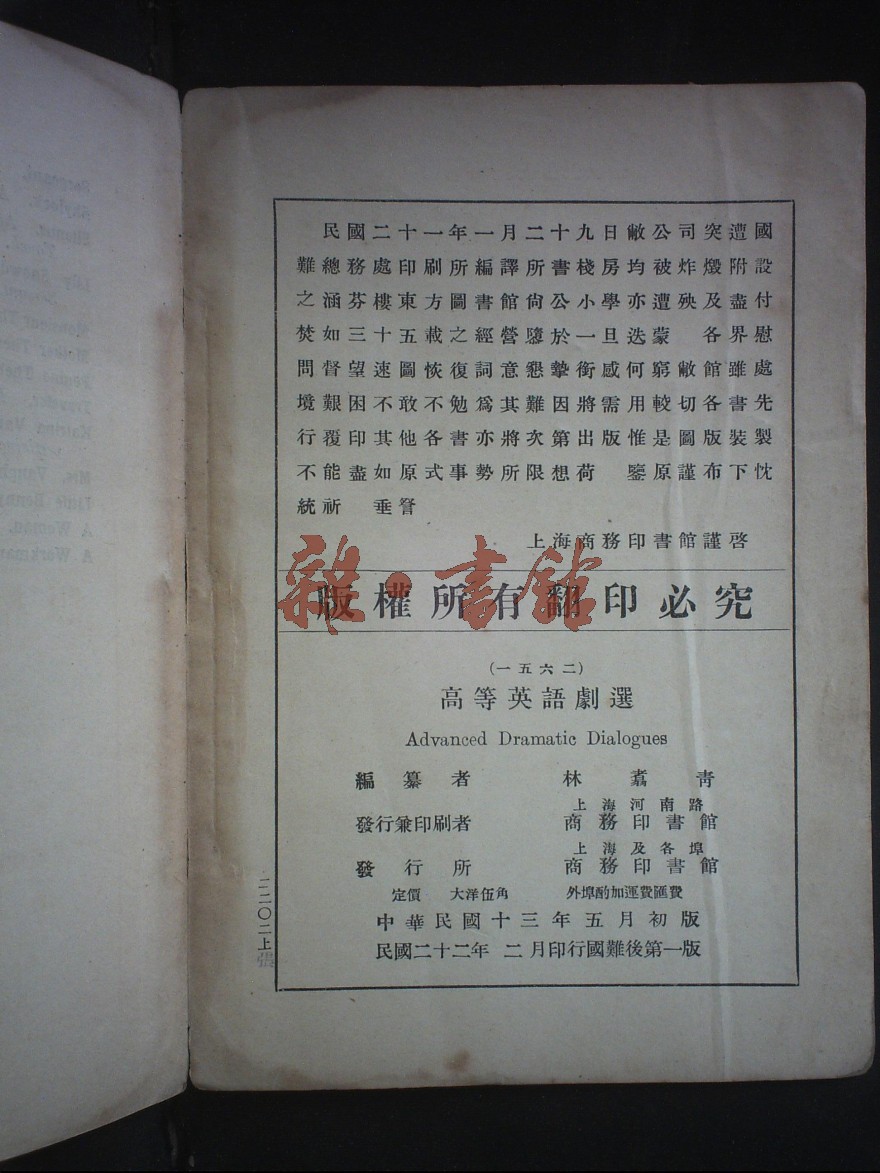 民國二十一年一月二十九日敝公司突遭國
難總務處印刷所編譯所書棧房均被炸燬附設
之涵芬樓東方圖書館尙公小學亦遭殃及盡付
焚如三十五載之經營隳於一旦迭蒙 各界慰
問督望速圖恢復詞意懇摯銜感何窮敝館雖處
境艱困不敢不勉爲其難因將需用較切各書先
行覆印其他各書亦將次第出版惟是圖版裝製
不能盡如原式事勢所限想荷 鑒原謹布下忱
統祈 垂詧
上海商務印書館謹啓
版權所有翻印必究
雜·書館
(一五六二)
高等英語劇選
Advanced Dramatic Dialogues
編纂者 林 靑
上海河南路
發行兼印刷者 商務印書館
上海及各埠
發行所 商務印書館
定價 大洋伍角 外埠酌加運費匯費
中華民國十三年五月初版
民國二十二年 二月印行國難後第一版
二二〇二上
張